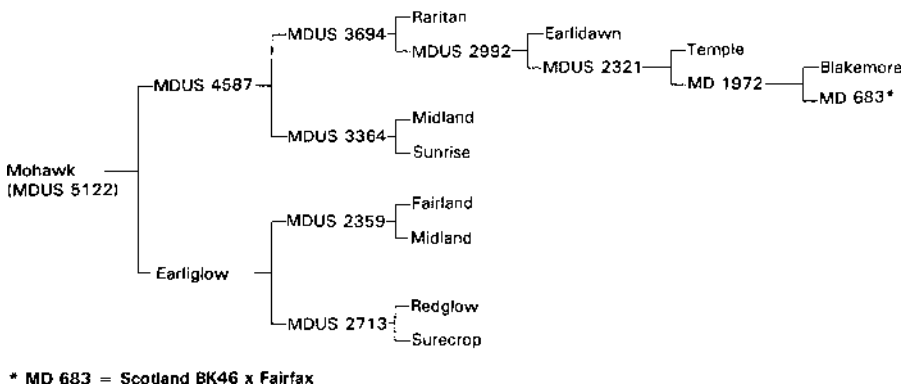 Raritan
Earlidawn
MDUS 3694
Temple
MDUS 2992
Blakemore
MDUS 2321
MD 1972
MDUS 4587
MD 683*
Midland
MDUS 3364
Sunrise
Mohawk
(MDUS 5122)
Fairland
MDUS 2359
Midland
Earliglow
Redglow
MDUS 2713
Surecrop
* MD 683 = Scotland BK46 x Fairfax